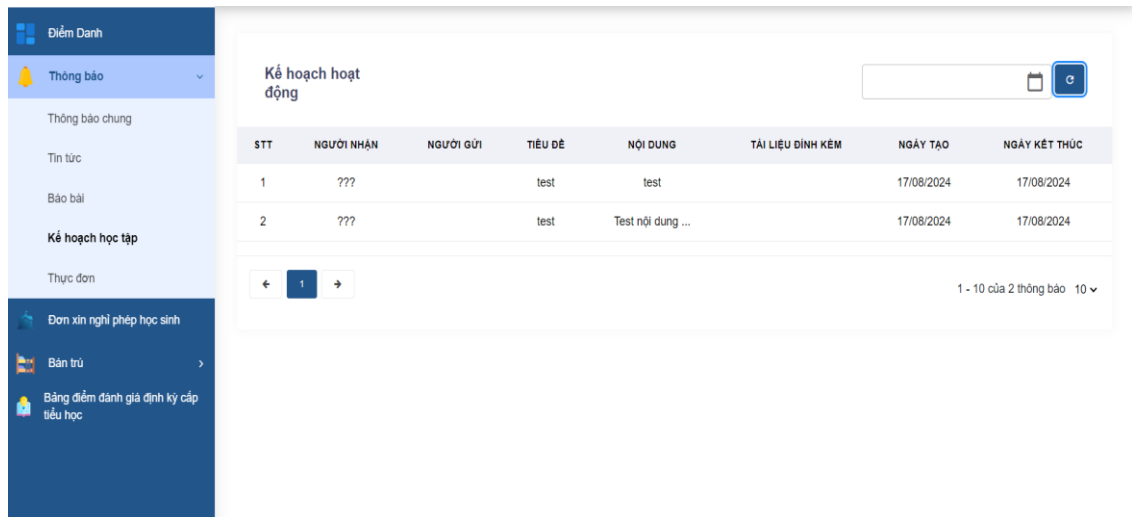 Điểm Danh
Thông báo
Thông báo chung
Tin tức
Báo bài
Kế hoạch học tập
Thực đơn
Đơn xin nghỉ phép học sinh
Bán trú
Bảng điểm đánh giá định kỳ cấp
tiểu học
Kế hoạch hoạt
động
STT NGƯỜI NHẬN NGƯỜI GỬI TIÊU ĐỀ NỘI DUNG TÀI LIỆU ĐÍNH KÈM NGÀY TẠO NGÀY KẾT THÚC
1 ??? test test 17/08/2024 17/08/2024
2 ??? test Test nội dung ... 17/08/2024 17/08/2024
1
1 - 10 của 2 thông báo 10